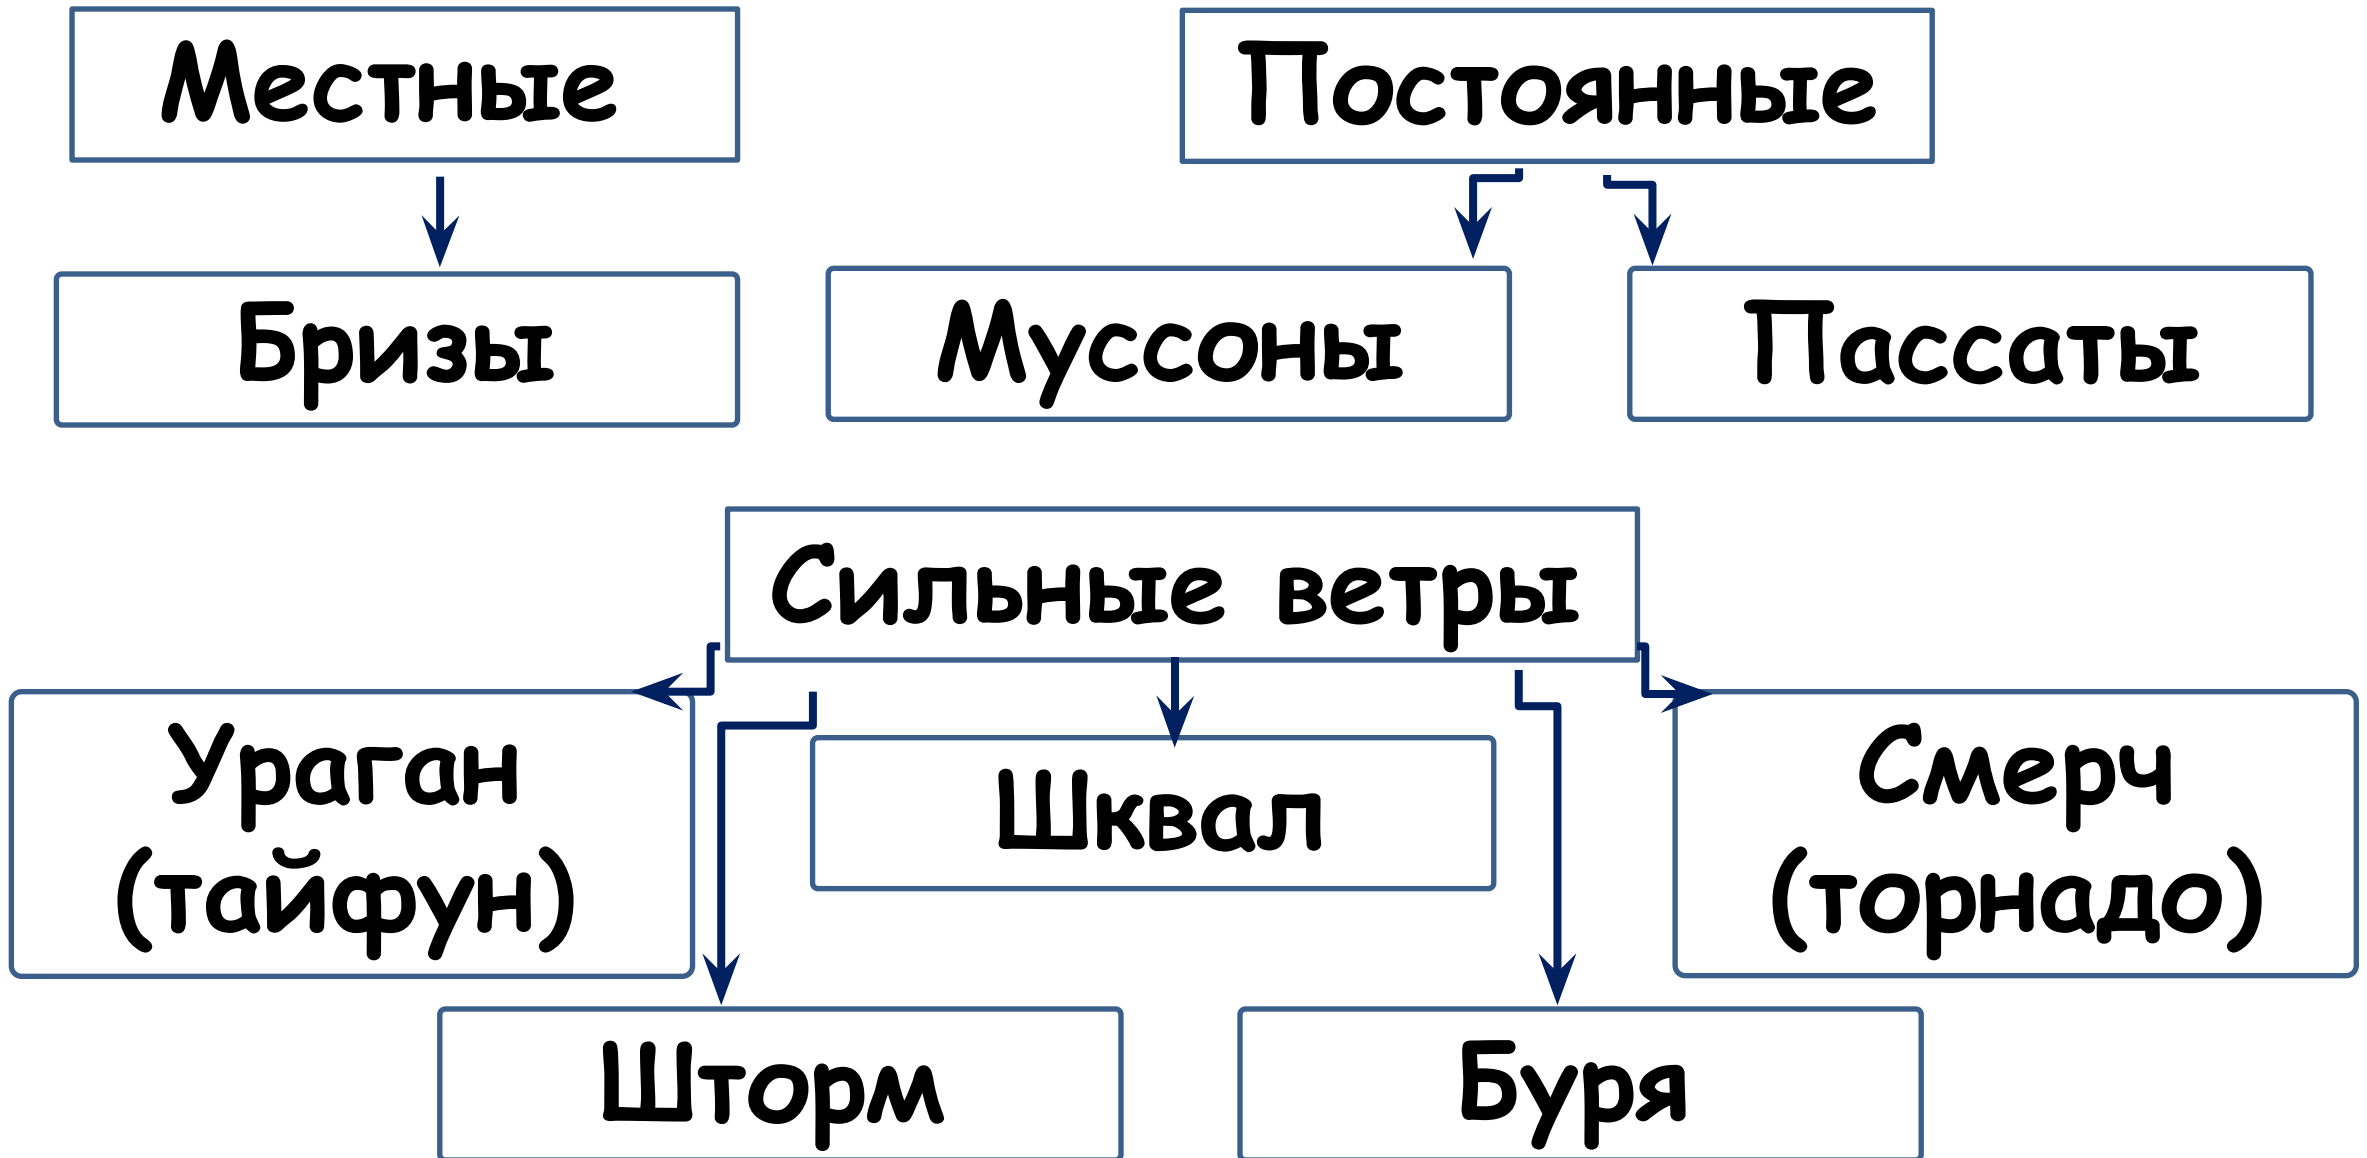 Местные
Постоянные
Бризы
Муссоны
Пассаты
Сильные ветры
Ураган
(тайфун)
Шквал
Смерч
(торнадо)
Шторм
Буря